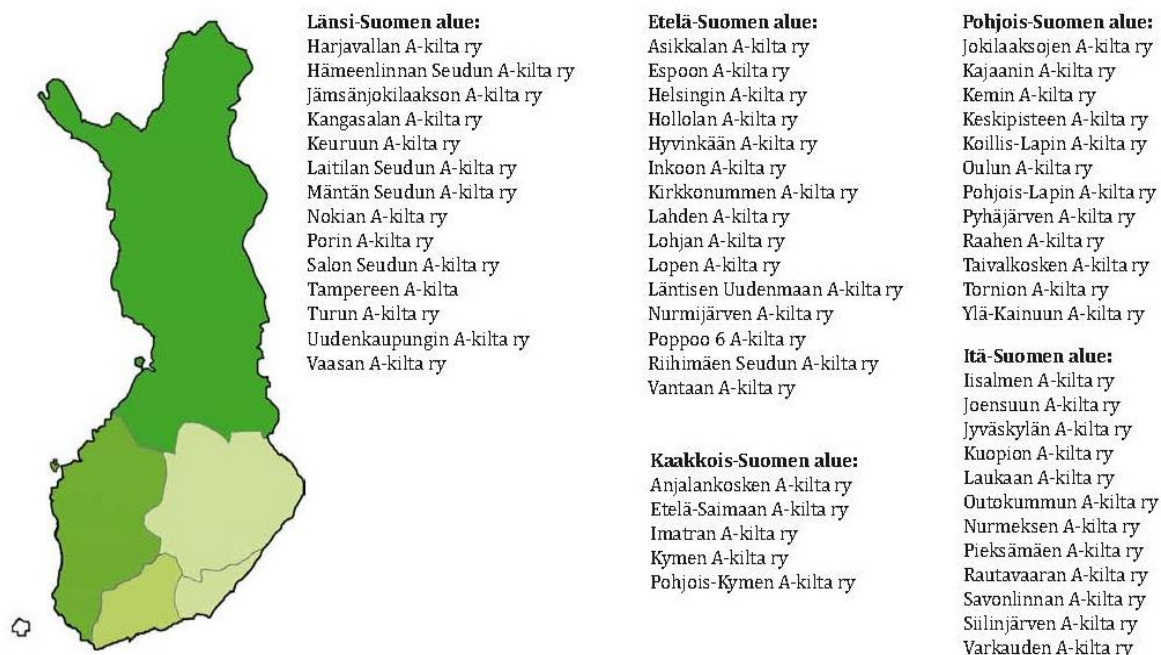 Länsi-Suomen alue:
Harjavallan A-kilta ry
Hämeenlinnan Seudun A-kilta ry
Jämsänjokilaakson A-kilta ry
Kangasalan A-kilta ry
Keuruun A-kilta ry
Laitilan Seudun A-kilta ry
Mäntän Seudun A-kilta ry
Nokian A-kilta ry
Porin A-kilta ry
Salon Seudun A-kilta ry
Tampereen A-kilta
Turun A-kilta ry
Uudenkaupungin A-kilta ry
Vaasan A-kilta ry
Etelä-Suomen alue:
Asikkalan A-kilta ry
Espoon A-kilta ry
Helsingin A-kilta ry
Hollolan A-kilta ry
Hyvinkään A-kilta ry
Inkoon A-kilta ry
Kirkkonummen A-kilta ry
Lahden A-kilta ry
Lohjan A-kilta ry
Lopen A-kilta ry
Läntisen Uudenmaan A-kilta ry
Nurmijärven A-kilta ry
Poppoo 6 A-kilta ry
Riihimäen Seudun A-kilta ry
Vantaan A-kilta ry
Kaakkois-Suomen alue:
Anjalankosken A-kilta ry
Etelä-Saimaan A-kilta ry
Imatran A-kilta ry
Kymen A-kilta ry
Pohjois-Kymen A-kilta ry
Pohjois-Suomen alue:
Jokilaaksojen A-kilta ry
Kajaanin A-kilta ry
Kemin A-kilta ry
Keskipisteen A-kilta ry
Koillis-Lapin A-kilta ry
Oulun A-kilta ry
Pohjois-Lapin A-kilta ry
Pyhäjärven A-kilta ry
Raahen A-kilta ry
Taivalkosken A-kilta ry
Tornion A-kilta ry
Ylä-Kainuun A-kilta ry
Itä-Suomen alue:
Iisalmen A-kilta ry
Joensuun A-kilta ry
Jyväskylän A-kilta ry
Kuopion A-kilta ry
Laukaan A-kilta ry
Outokummun A-kilta ry
Nurmeksen A-kilta ry
Pieksämäen A-kilta ry
Rautavaaran A-kilta ry
Savonlinnan A-kilta ry
Siilinjärven A-kilta ry
Varkauden A-kilta ry